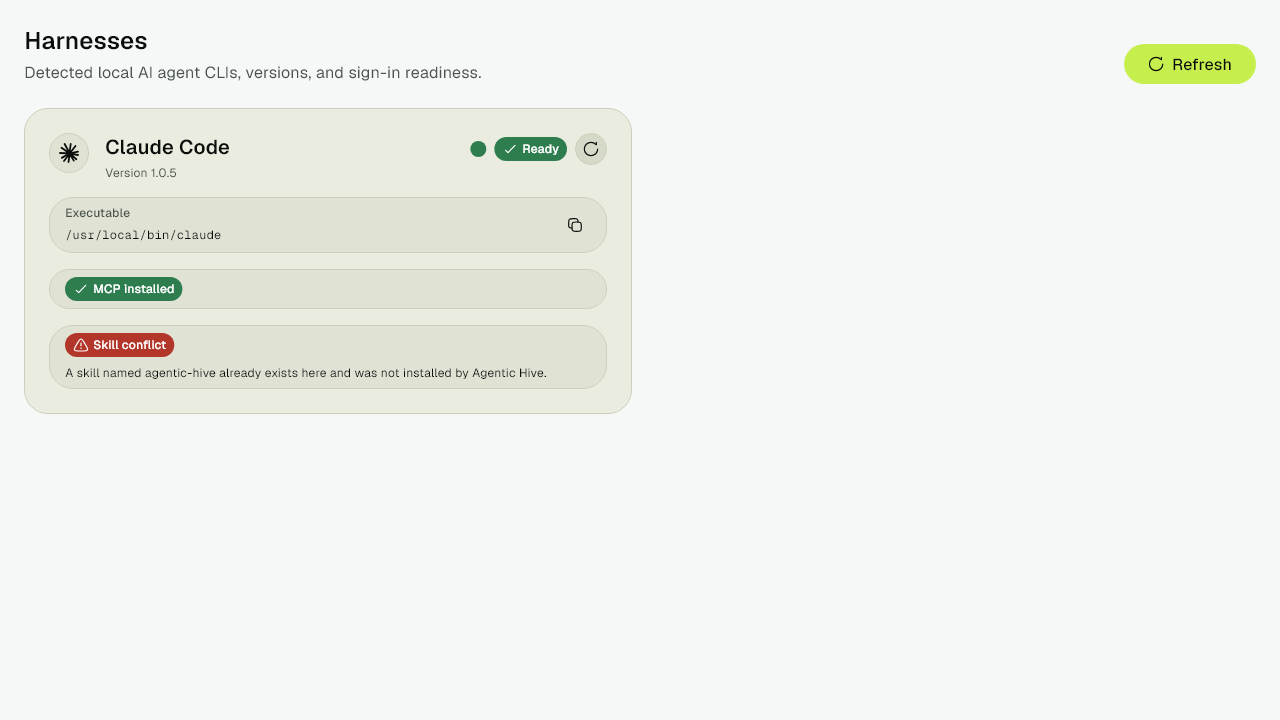 Harnesses
Detected local AI agent CLIs, versions, and sign-in readiness.
Refresh
Claude Code
Ready
Version 1.0.5
Executable
/usr/local/bin/claude
MCP installed
Skill conflict
A skill named agentic-hive already exists here and was not installed by Agentic Hive.